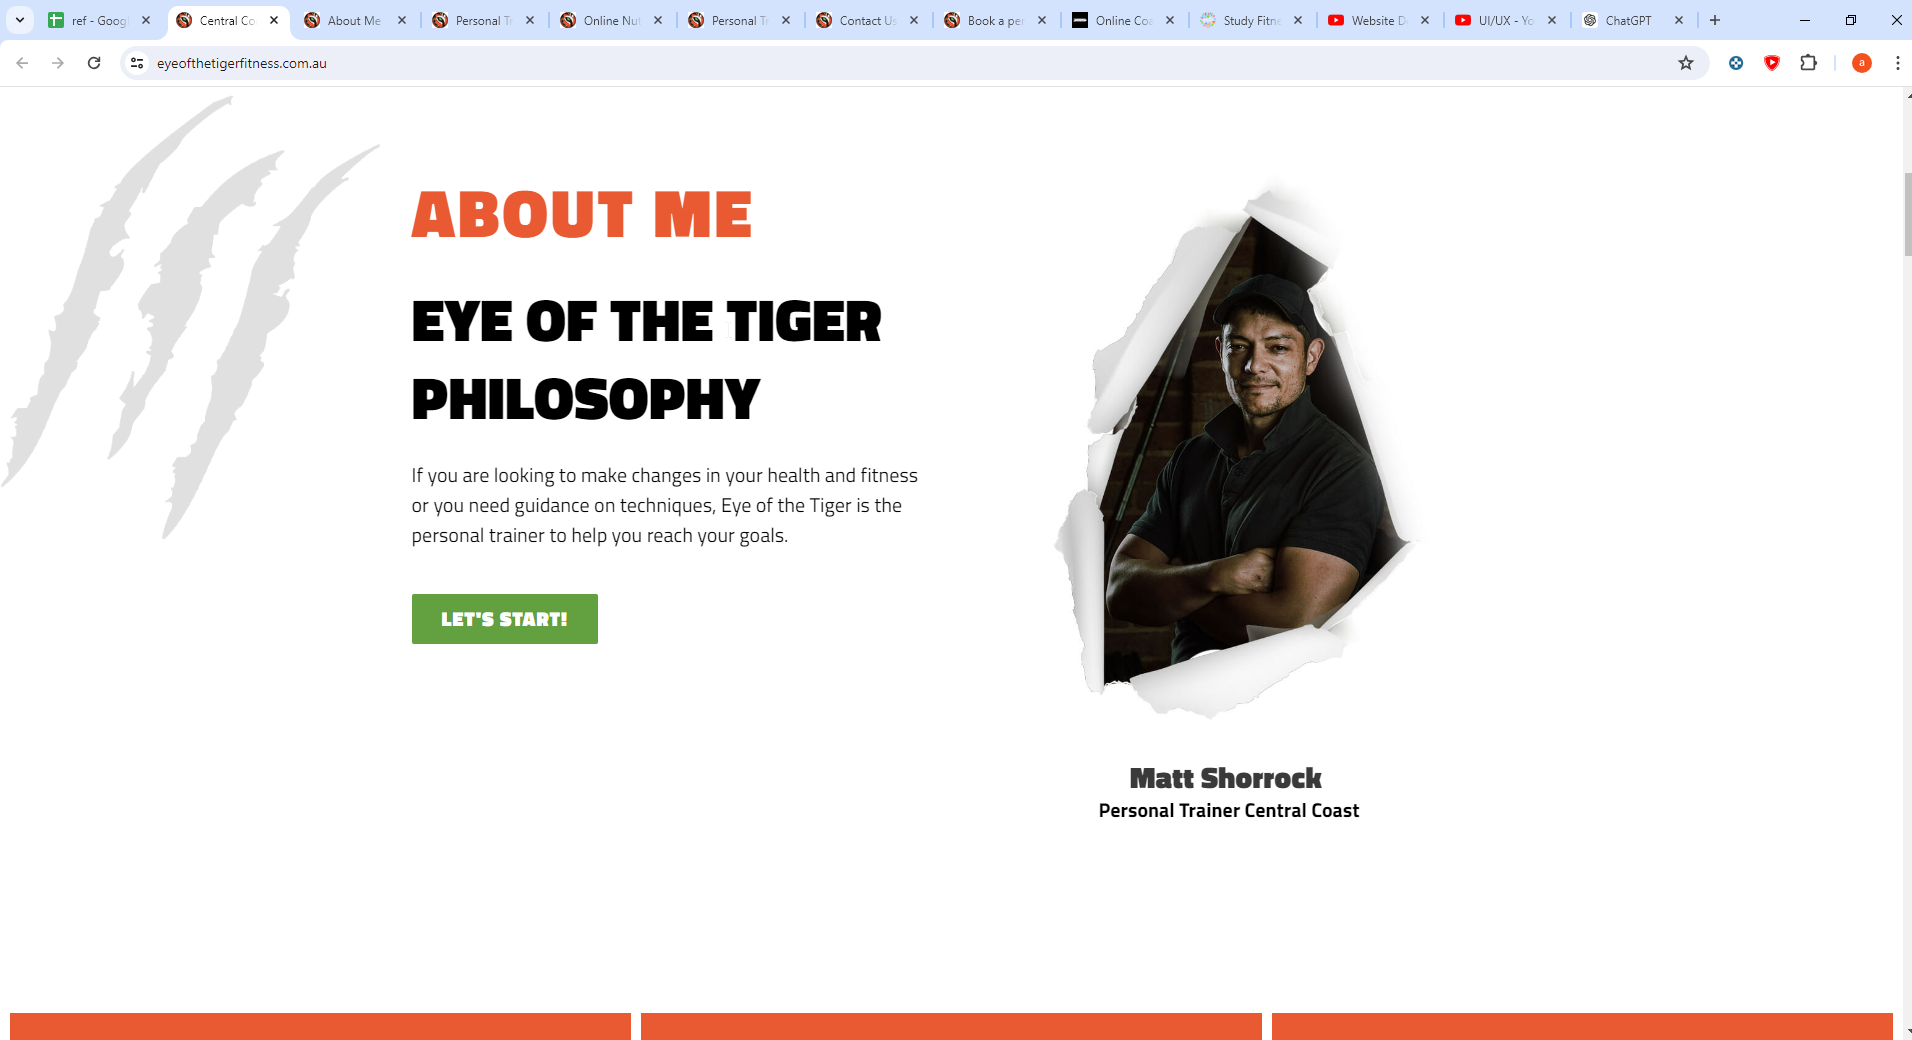 ref - Goog
Central Co
About Me
Personal T
Online Nut
Personal T
Contact Us
Book a per
Online Coa
Study Fitne
Website D
UI/UX - Yo
ChatGPT
eyeofthetigerfitness.com.au
a
ABOUT ME
EYE OF THE TIGER
PHILOSOPHY
If you are looking to make changes in your health and fitness
or you need guidance on techniques, Eye of the Tiger is the
personal trainer to help you reach your goals.
LET'S START!
Matt Shorrock
Personal Trainer Central Coast